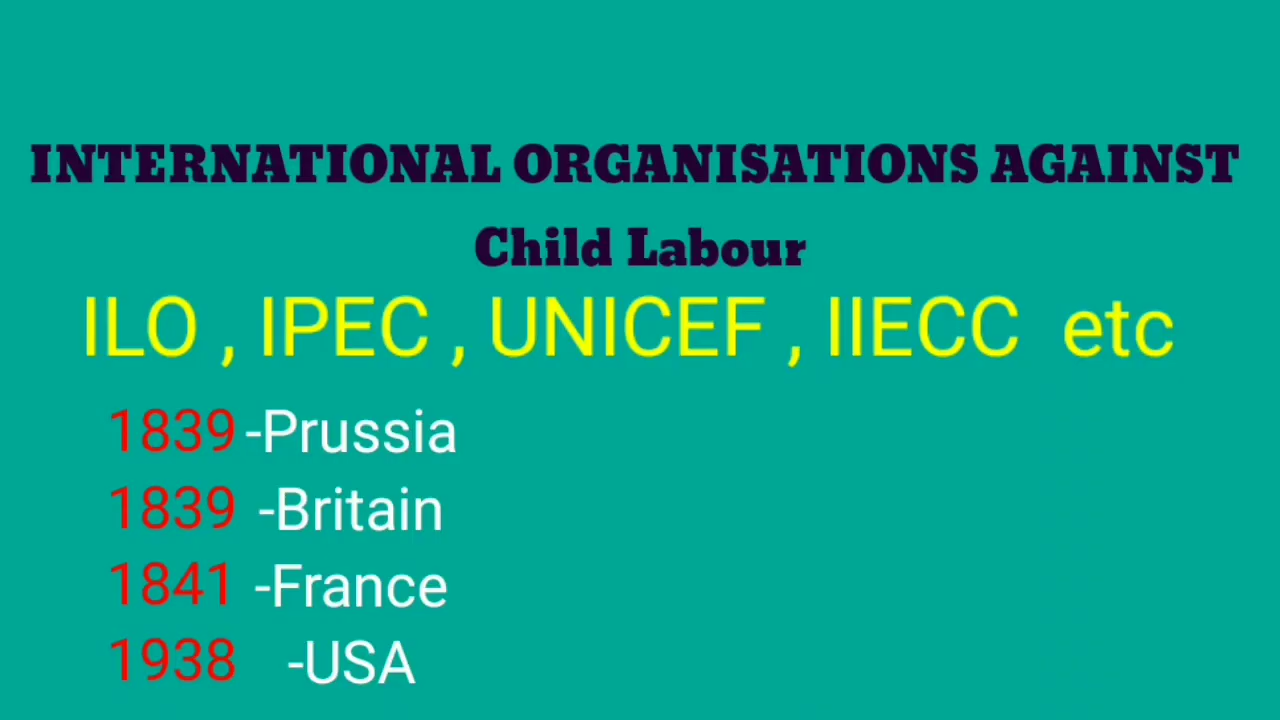 INTERNATIONAL ORGANISATIONS AGAINST
Child Labour
ILO , IPEC , UNICEF , IIECC etc
1839 -Prussia
1839 -Britain
1841 -France
1938 -USA